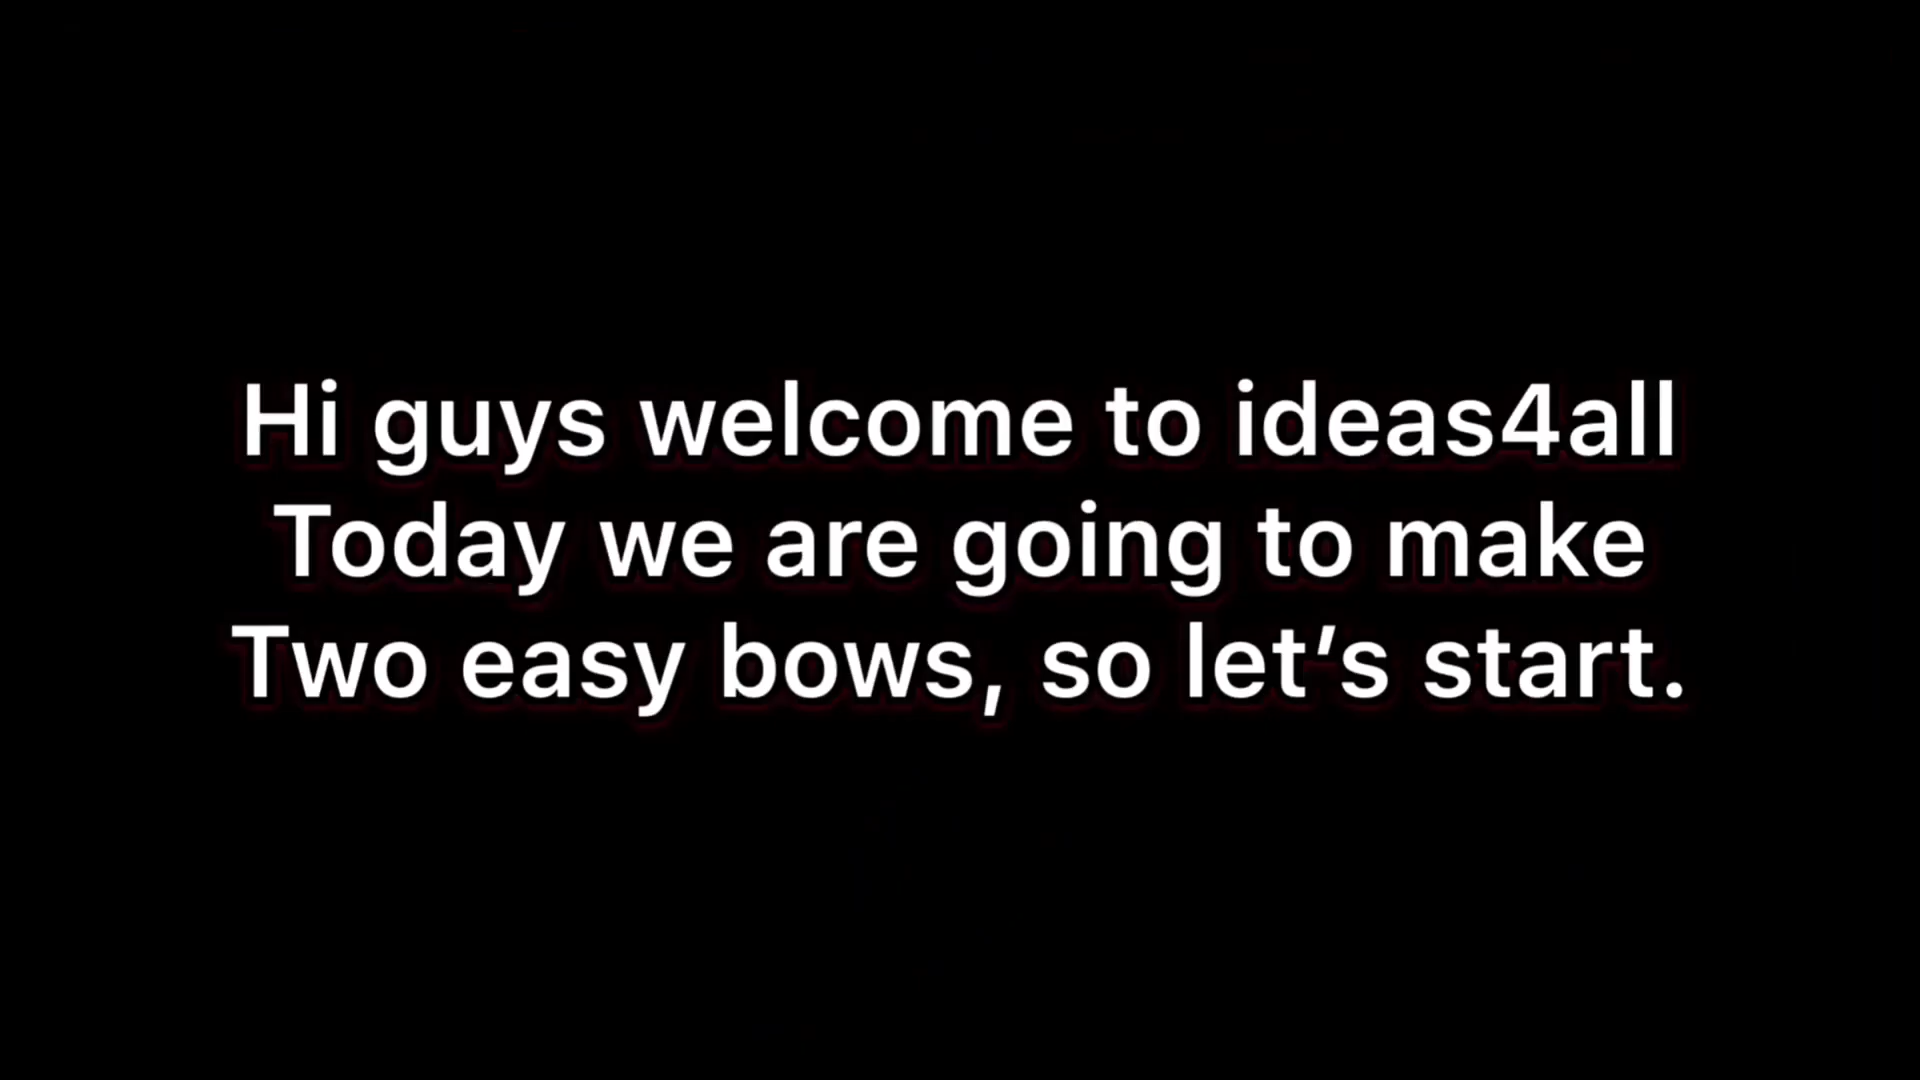 Hi guys welcome to ideas4all
Today we are going to make
Two easy bows, so let’s start.